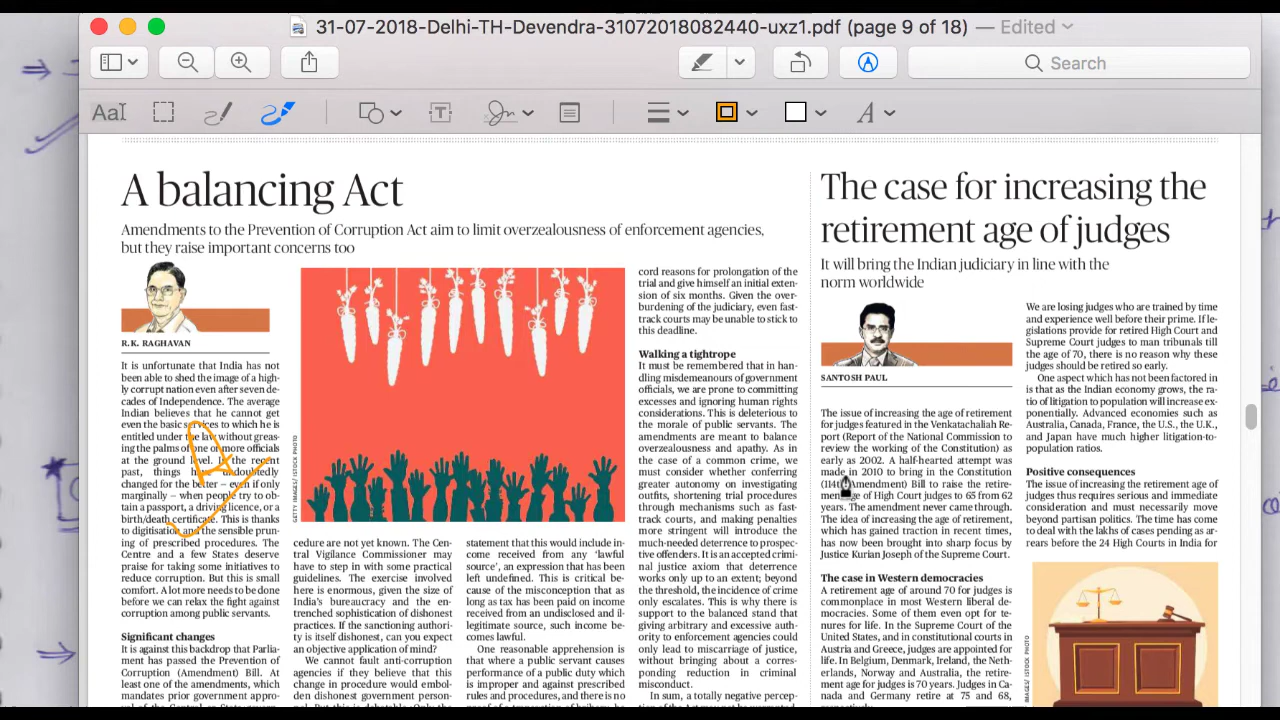 31-07-2018-Delhi-TH-Devendra-31072018082440-uxz1.pdf (page 9 of 18) — Edited
Search
AaI
T
A
A balancing Act
Amendments to the Prevention of Corruption Act aim to limit overzealousness of enforcement agencies,
but they raise important concerns too
R.K. RAGHAVAN
It is unfortunate that India has not
been able to shed the image of a high-
ly corrupt nation even after seven de-
cades of Independence. The average
Indian believes that he cannot get
even the basic services to which he is
entitled under the law without greas-
ing the palms of one or more officials
at the ground level. In the recent
past, things have undoubtedly
changed for the better – even if only
marginally – when people try to ob-
tain a passport, a driving licence, or a
birth/death certificate. This is thanks
to digitisation and the sensible prun-
ing of prescribed procedures. The
Centre and a few States deserve
praise for taking some initiatives to
reduce corruption. But this is small
comfort. A lot more needs to be done
before we can relax the fight against
corruption among public servants.
Significant changes
It is against this backdrop that Parlia-
ment has passed the Prevention of
Corruption (Amendment) Bill. At
least one of the amendments, which
mandates prior government appro-
GETTY IMAGES/ ISTOCK PHOTO
cedure are not yet known. The Cen-
tral Vigilance Commissioner may
have to step in with some practical
guidelines. The exercise involved
here is enormous, given the size of
India's bureaucracy and the en-
trenched sophistication of dishonest
practices. If the sanctioning authori-
ty is itself dishonest, can you expect
an objective application of mind?
We cannot fault anti-corruption
agencies if they believe that this
change in procedure would embol-
den dishonest government person-
statement that this would include in-
come received from any 'lawful
source', an expression that has been
left undefined. This is critical be-
cause of the misconception that as
long as tax has been paid on income
received from an undisclosed and il-
legitimate source, such income be-
comes lawful.
One reasonable apprehension is
that where a public servant causes
performance of a public duty which
is improper and against prescribed
rules and procedures, and there is no
cord reasons for prolongation of the
trial and give himself an initial exten-
sion of six months. Given the over-
burdening of the judiciary, even fast-
track courts may be unable to stick to
this deadline.
Walking a tightrope
It must be remembered that in han-
dling misdemeanours of government
officials, we are prone to committing
excesses and ignoring human rights
considerations. This is deleterious to
the morale of public servants. The
amendments are meant to balance
overzealousness and apathy. As in
the case of a common crime, we
must consider whether conferring
greater autonomy on investigating
outfits, shortening trial procedures
through mechanisms such as fast-
track courts, and making penalties
more stringent will introduce the
much-needed deterrence to prospec-
tive offenders. It is an accepted crimi-
nal justice axiom that deterrence
works only up to an extent; beyond
the threshold, the incidence of crime
only escalates. This is why there is
support to the balanced stand that
giving arbitrary and excessive autho-
rity to enforcement agencies could
only lead to miscarriage of justice,
without bringing about a corres-
ponding reduction in criminal
misconduct.
In sum, a totally negative percep-
The case for increasing the
retirement age of judges
It will bring the Indian judiciary in line with the
norm worldwide
SANTOSH PAUL
The issue of increasing the age of retirement
for judges featured in the Venkatachaliah Re-
port (Report of the National Commission to
review the working of the Constitution) as
early as 2002. A half-hearted attempt was
made in 2010 to bring in the Constitution
(114th Amendment) Bill to raise the retire-
ment age of High Court judges to 65 from 62
years. The amendment never came through.
The idea of increasing the age of retirement,
which has gained traction in recent times,
has now been brought into sharp focus by
Justice Kurian Joseph of the Supreme Court.
The case in Western democracies
A retirement age of around 70 for judges is
commonplace in most Western liberal de-
mocracies. Some of them even opt for te-
nures for life. In the Supreme Court of the
United States, and in constitutional courts in
Austria and Greece, judges are appointed for
life. In Belgium, Denmark, Ireland, the Neth-
erlands, Norway and Australia, the retire-
ment age for judges is 70 years. Judges in Ca-
nada and Germany retire at 75 and 68,
We are losing judges who are trained by time
and experience well before their prime. If le-
gislations provide for retired High Court and
Supreme Court judges to man tribunals till
the age of 70, there is no reason why these
judges should be retired so early.
One aspect which has not been factored in
is that as the Indian economy grows, the ra-
tio of litigation to population will increase ex-
ponentially. Advanced economies such as
Australia, Canada, France, the U.S., the U.K.,
and Japan have much higher litigation-to-
population ratios.
Positive consequences
The issue of increasing the retirement age of
judges thus requires serious and immediate
consideration and must necessarily move
beyond partisan politics. The time has come
to deal with the lakhs of cases pending as ar-
rears before the 24 High Courts in India for
IMAGES/ ISTOCK PHOTO